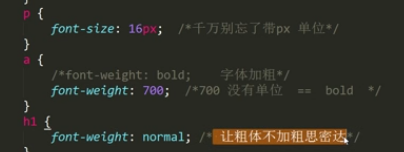 p {
font-size: 16px; /*千万别忘了带px 单位*/
}
a {
/*font-weight: bold; 字体加粗*/
font-weight: 700; /*700 没有单位 == bold */
}
h1 {
font-weight: normal; /* 让粗体不加粗思密达*/
}